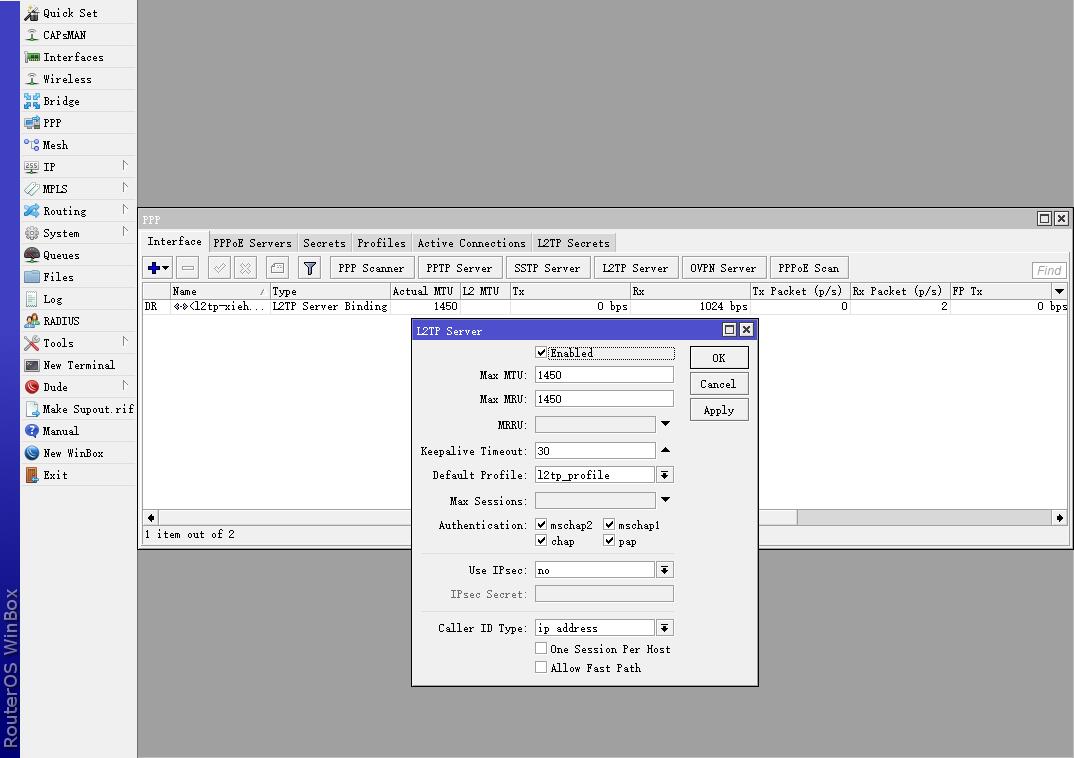 Quick Set
CAPsMAN
Interfaces
Wireless
Bridge
PPP
Mesh
255 IP
MPLS
Routing
System
Queues
Files
Log
RADIUS
Tools
New Terminal
Dude
Make Supout.rif
Manual
New WinBox
Exit
RouterOS WinBox
PPP
Interface PPPoE Servers Secrets Profiles Active Connections L2TP Secrets
PPP Scanner PPTP Server SSTP Server L2TP Server OVPN Server PPPoE Scan Find
Name / Type Actual MTU L2 MTU Tx Rx Tx Packet (p/s) Rx Packet (p/s) FP Tx
DR <l2tp-xieh... L2TP Server Binding 1450 0 bps 1024 bps 0 2 0 bps
1 item out of 2
L2TP Server
Enabled
OK
Max MTU: 1450
Cancel
Max MRU: 1450
Apply
MRRU:
Keepalive Timeout: 30
Default Profile: l2tp_profile
Max Sessions:
Authentication: mschap2 mschap1
chap pap
Use IPsec: no
IPsec Secret:
Caller ID Type: ip address
One Session Per Host
Allow Fast Path